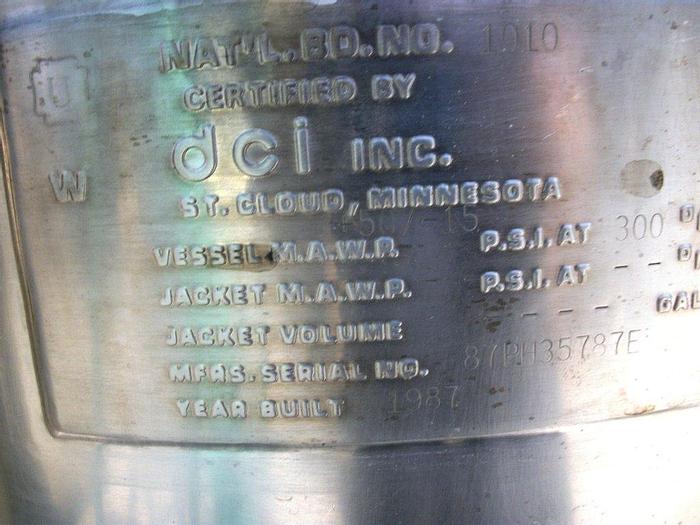 NAT'L. BD. NO. 1010
U
CERTIFIED BY
dci INC.
W
ST. CLOUD, MINNESOTA
VESSEL M.A.W.P. -15 P.S.I. AT 300
JACKET M.A.W.P. P.S.I. AT - -
JACKET VOLUME - - - - GAL
MFRS. SERIAL NO. 87PH35787E
YEAR BUILT 1987